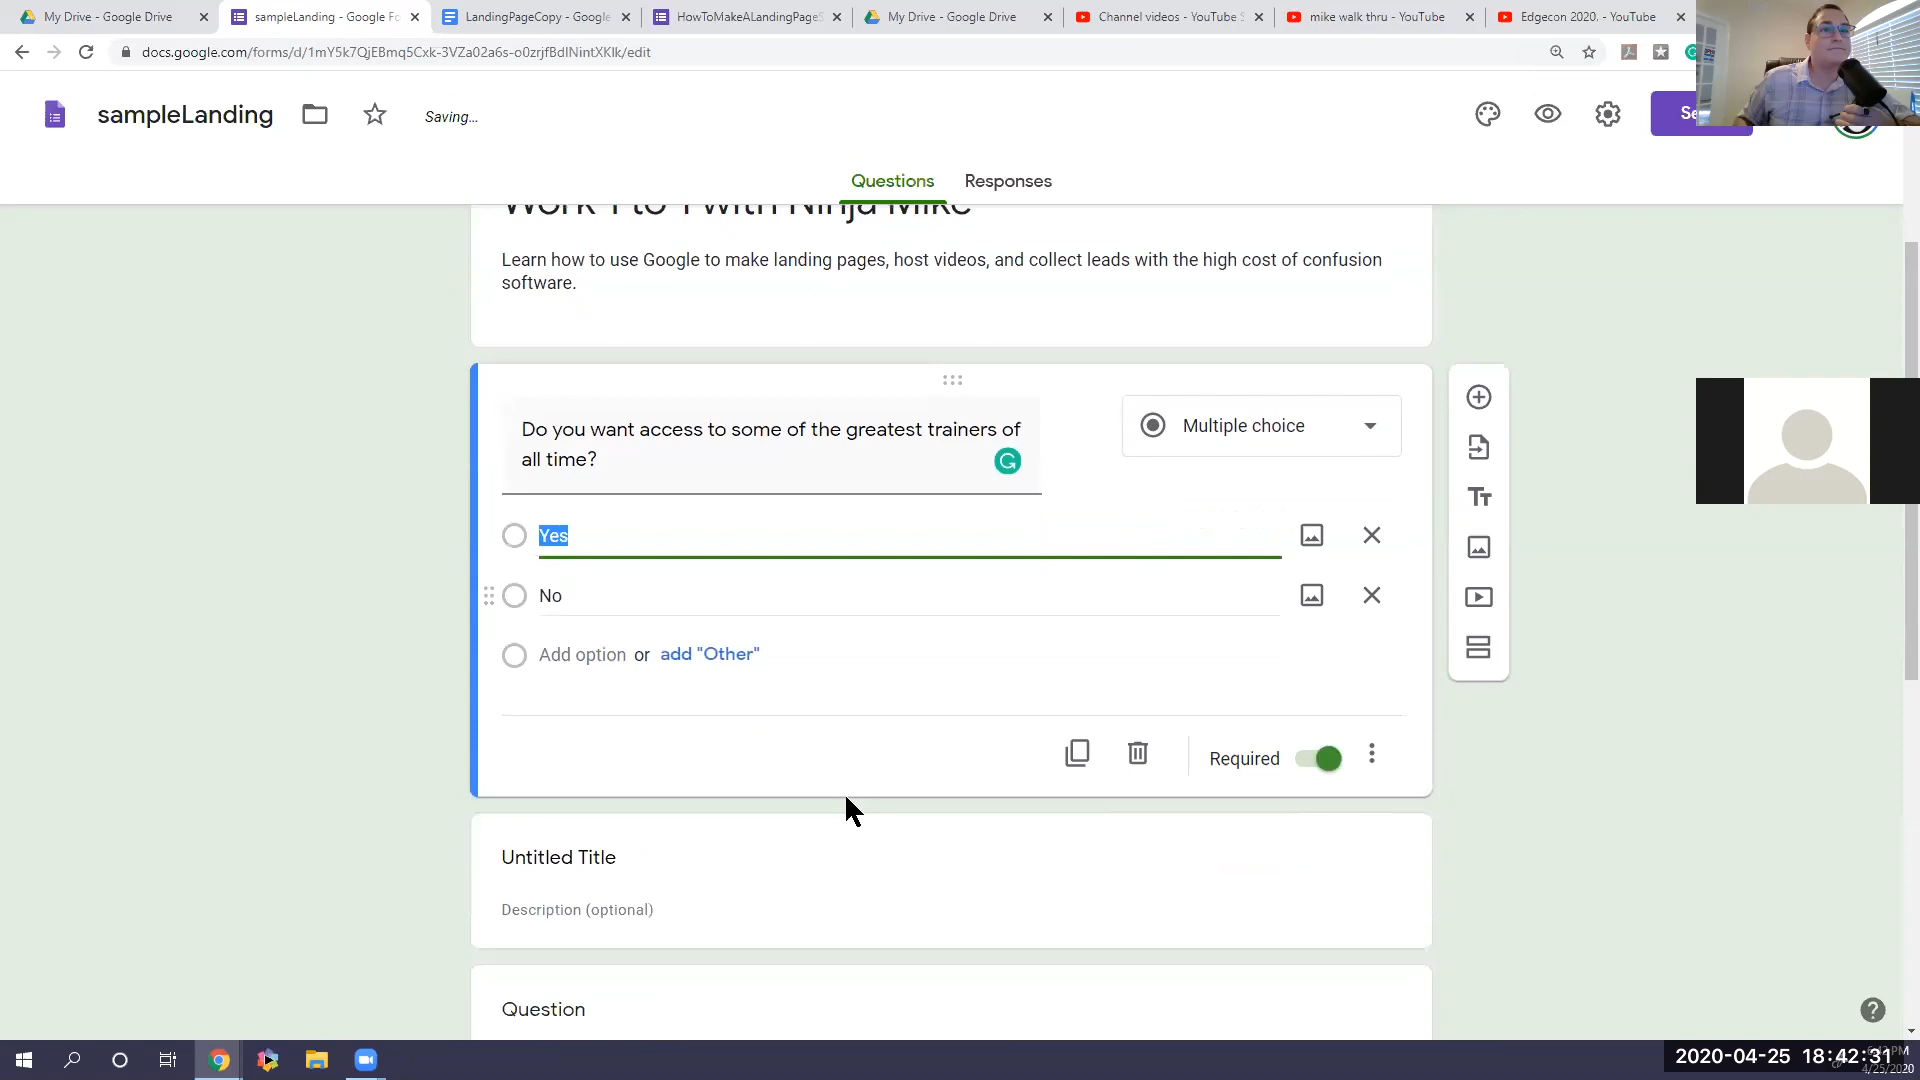 My Drive - Google Drive
sampleLanding - Google Fo
LandingPageCopy - Google
HowToMakeALandingPageS
My Drive - Google Drive
Channel videos - YouTube S
mike walk thru - YouTube
Edgecon 2020. - YouTube
docs.google.com/forms/d/1mY5k7QjEBmq5Cxk-3VZa02a6s-o0zrjfBdINintXKIk/edit
sampleLanding
Saving...
Se
Questions
Responses
Work 1 to 1 with Ninja Mike
Learn how to use Google to make landing pages, host videos, and collect leads with the high cost of confusion
software.
Do you want access to some of the greatest trainers of
all time?
Multiple choice
Yes
No
Add option or add "Other"
Required
Untitled Title
Description (optional)
Question
2020-04-25 18:42:31
4/25/2020